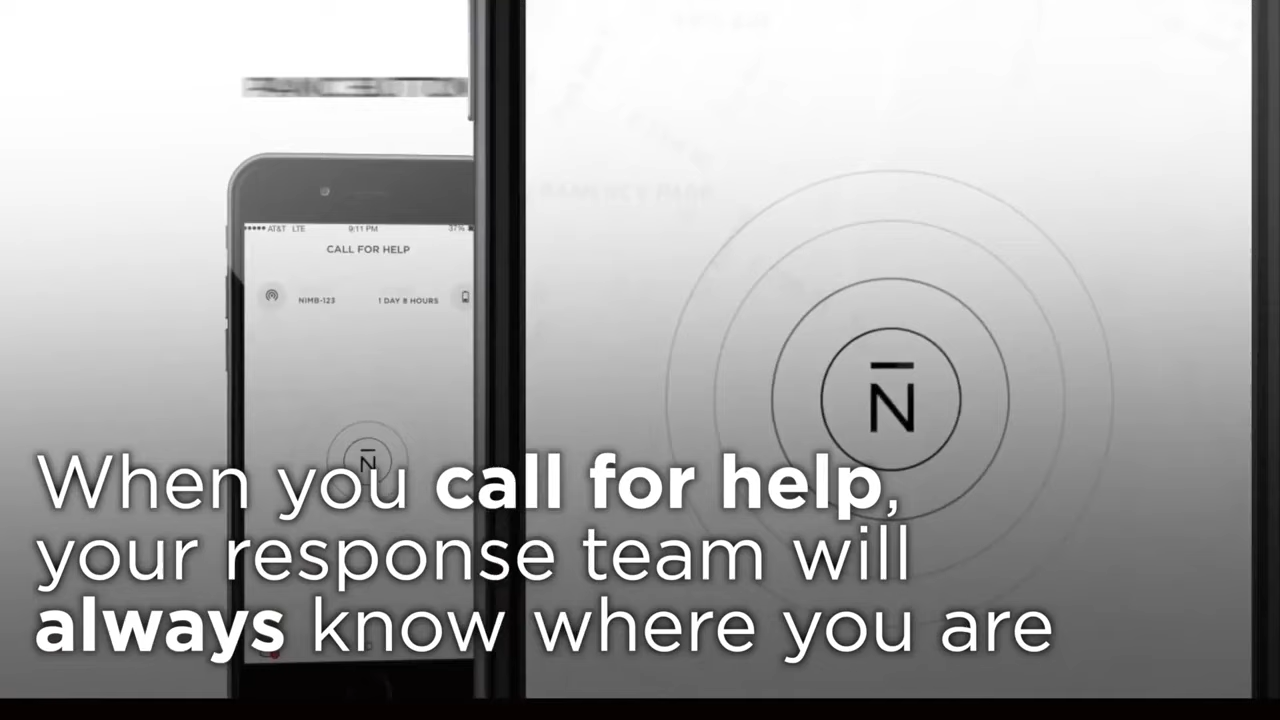 AT&T LTE 9:11 PM 37%
CALL FOR HELP
NIMB-123 1 DAY 8 HOURS
N
N
When you call for help,
your response team will
always know where you are